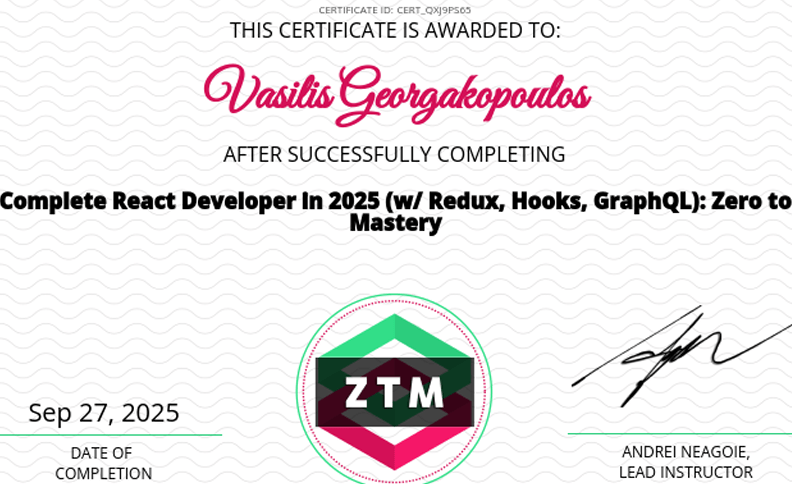 CERTIFICATE ID: CERT_QXJ9PS65
THIS CERTIFICATE IS AWARDED TO:
Vasilis Georgakopoulos
AFTER SUCCESSFULLY COMPLETING
Complete React Developer in 2025 (w/ Redux, Hooks, GraphQL): Zero to
Mastery
ZTM
Sep 27, 2025
DATE OF
COMPLETION
ANDREI NEAGOIE,
LEAD INSTRUCTOR